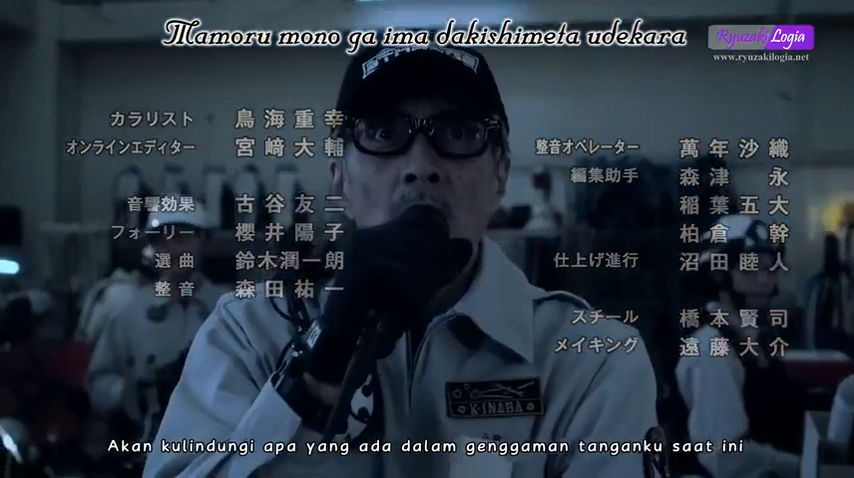 Mamoru mono ga ima dakishimeta udekara
Ryuzaki Logia
www.ryuzakilogia.net
カラリスト 鳥海重幸
オンラインエディター 宮﨑大輔
音響効果 古谷友二
フォーリー 櫻井陽子
選曲 鈴木潤一朗
整音 森田祐一
整音オペレーター 萬年沙織
編集助手 森津 永
稲葉五大
柏倉 幹
仕上げ進行 沼田睦人
スチール 橋本賢司
メイキング 遠藤大介
K-INABA
Akan kulindungi apa yang ada dalam genggaman tanganku saat ini